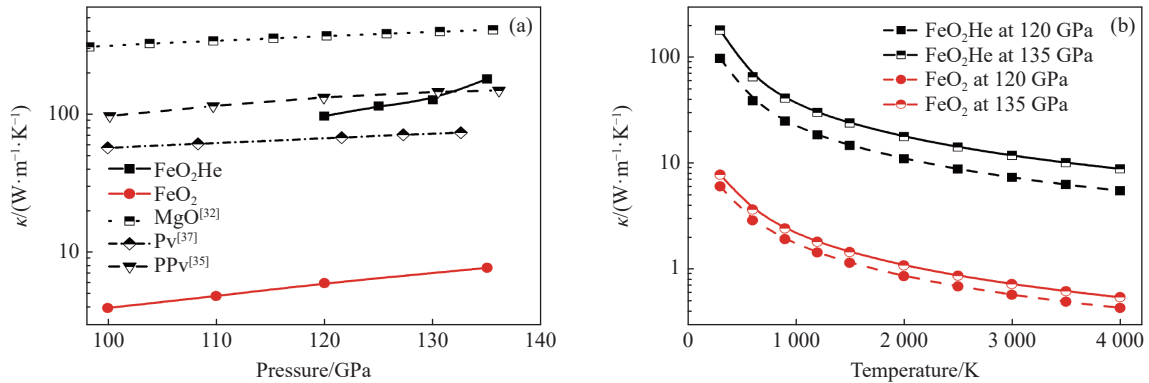 (a)
κ/(W·m⁻¹·K⁻¹)
100
10
FeO₂He
FeO₂
MgO[32]
Pv[37]
PPv[35]
100 110 120 130 140
Pressure/GPa
(b)
κ/(W·m⁻¹·K⁻¹)
100
10
1
FeO₂He at 120 GPa
FeO₂He at 135 GPa
FeO₂ at 120 GPa
FeO₂ at 135 GPa
0 1 000 2 000 3 000 4 000
Temperature/K